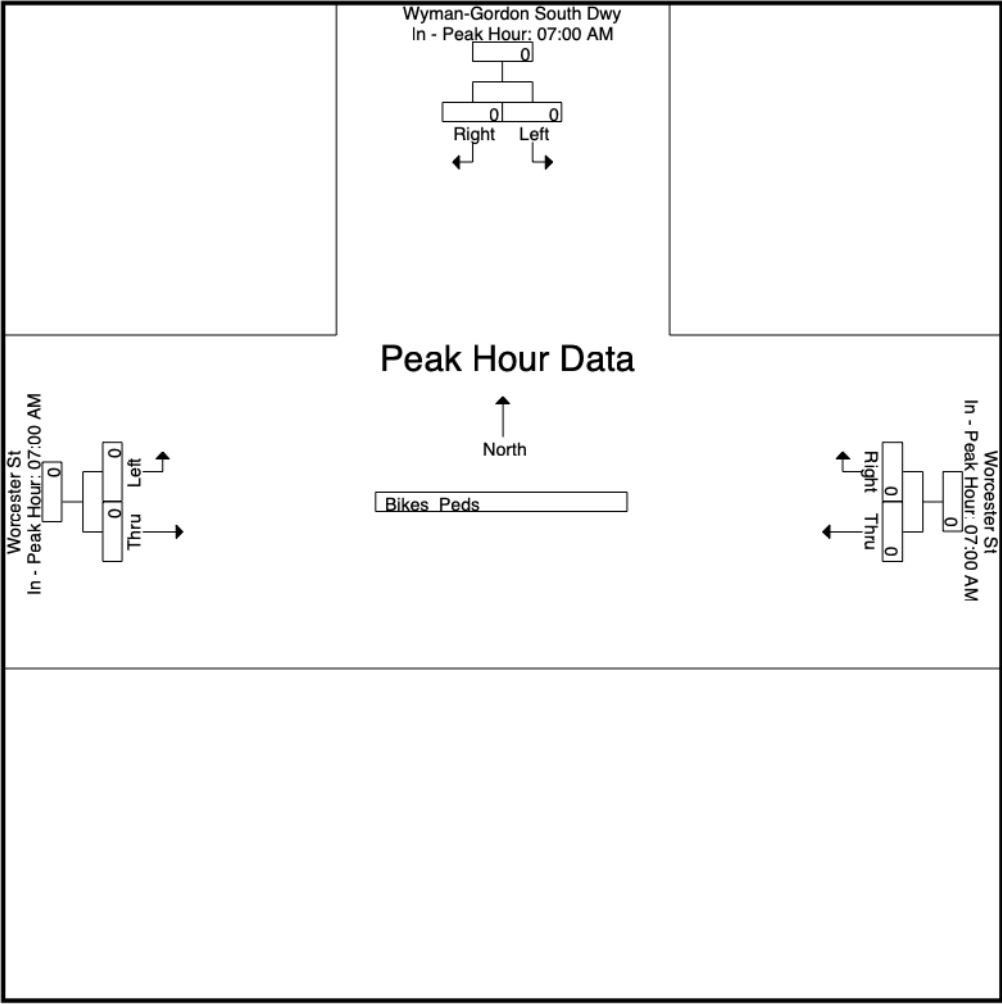 Wyman-Gordon South Dwy
In - Peak Hour: 07:00 AM
0
0 0
Right Left
Peak Hour Data
North
Bikes Peds
Worcester St
In - Peak Hour: 07:00 AM
0
0 0
Left Thru
Worcester St
In - Peak Hour: 07:00 AM
0
0 0
Right Thru